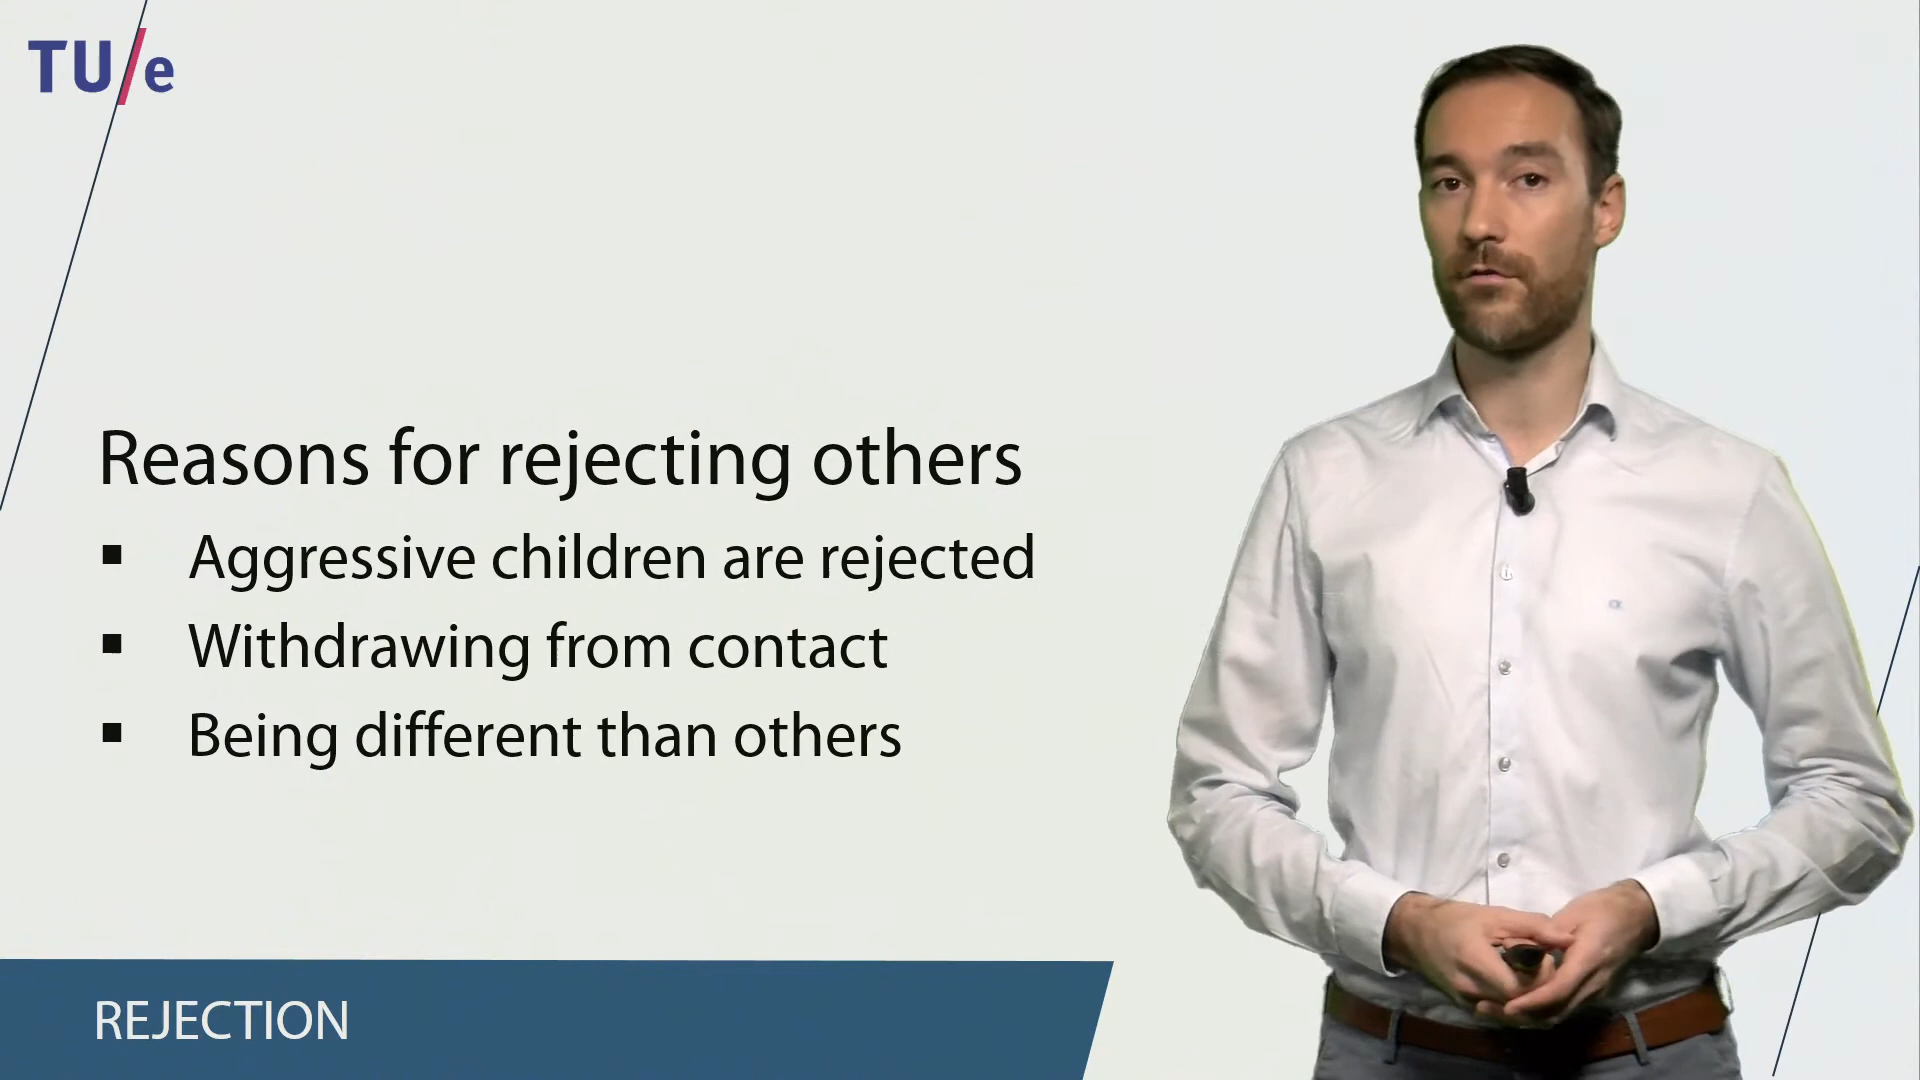 TU/e
Reasons for rejecting others
▪ Aggressive children are rejected
▪ Withdrawing from contact
▪ Being different than others
REJECTION